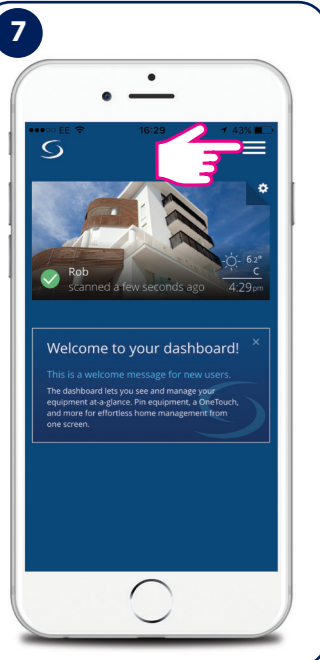 7
EE 16:29 43%
Rob
scanned a few seconds ago
6.2°
C
4:29pm
Welcome to your dashboard! ×
This is a welcome message for new users.
The dashboard lets you see and manage your
equipment at-a-glance. Pin equipment, a OneTouch,
and more for effortless home management from
one screen.